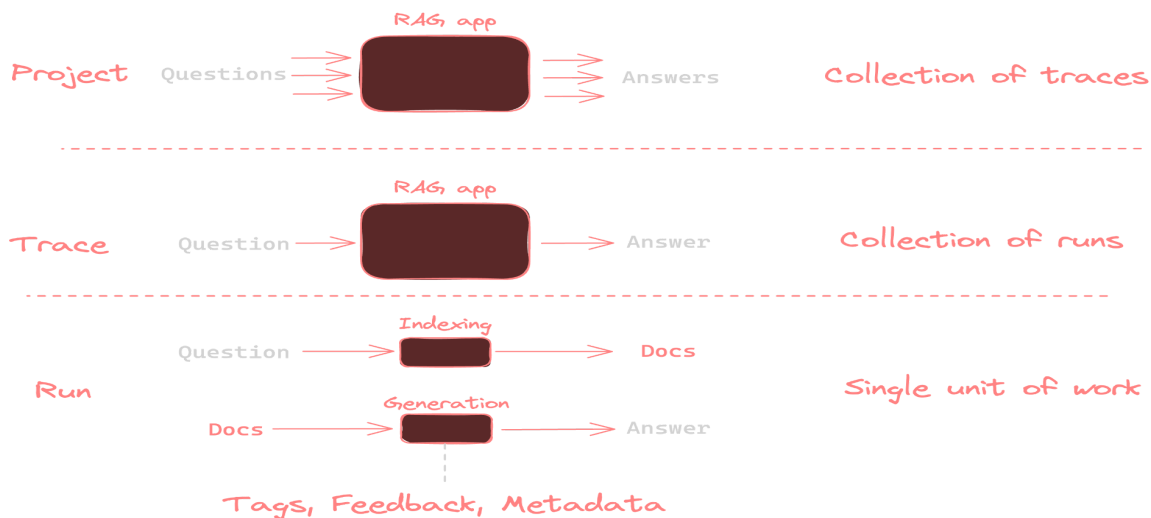 RAG app
Project
Questions
Answers
Collection of traces
RAG app
Trace
Question
Answer
Collection of runs
Run
Indexing
Question
Docs
Generation
Docs
Answer
Single unit of work
Tags, Feedback, Metadata